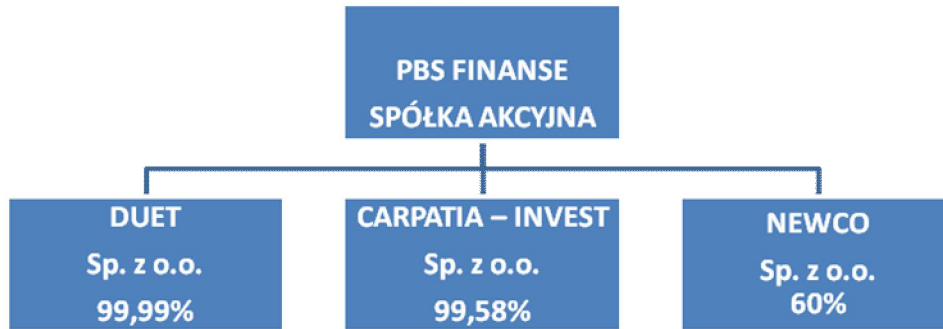 PBS FINANSE
SPÓŁKA AKCYJNA
DUET
Sp. z o.o.
99,99%
CARPATIA – INVEST
Sp. z o.o.
99,58%
NEWCO
Sp. z o.o.
60%